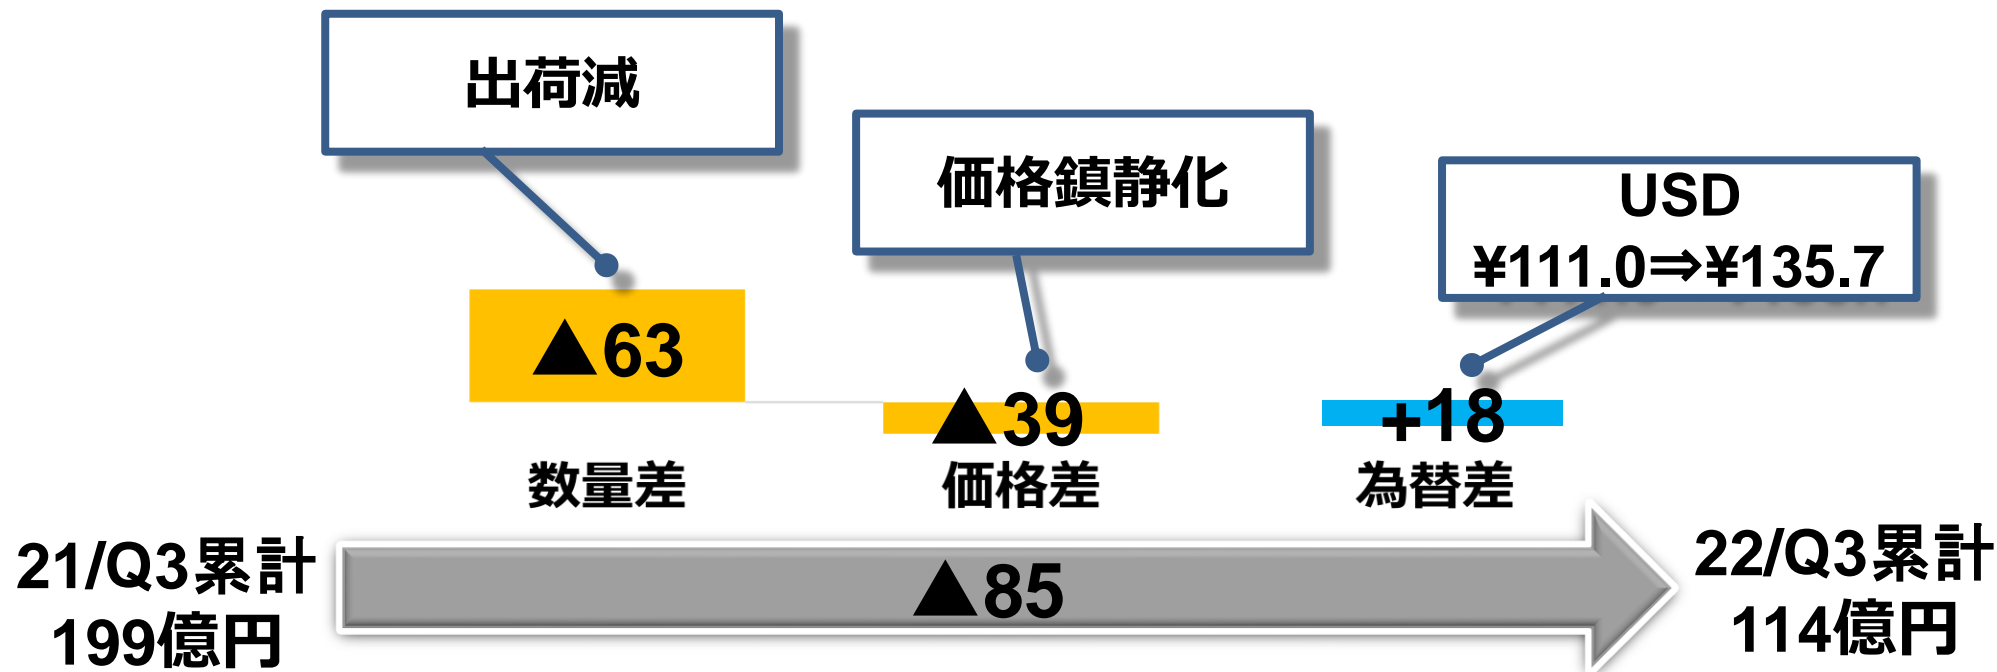 出荷減
価格鎮静化
USD
¥111.0⇒¥135.7
▲63
▲39
+18
数量差
価格差
為替差
21/Q3累計
199億円
▲85
22/Q3累計
114億円